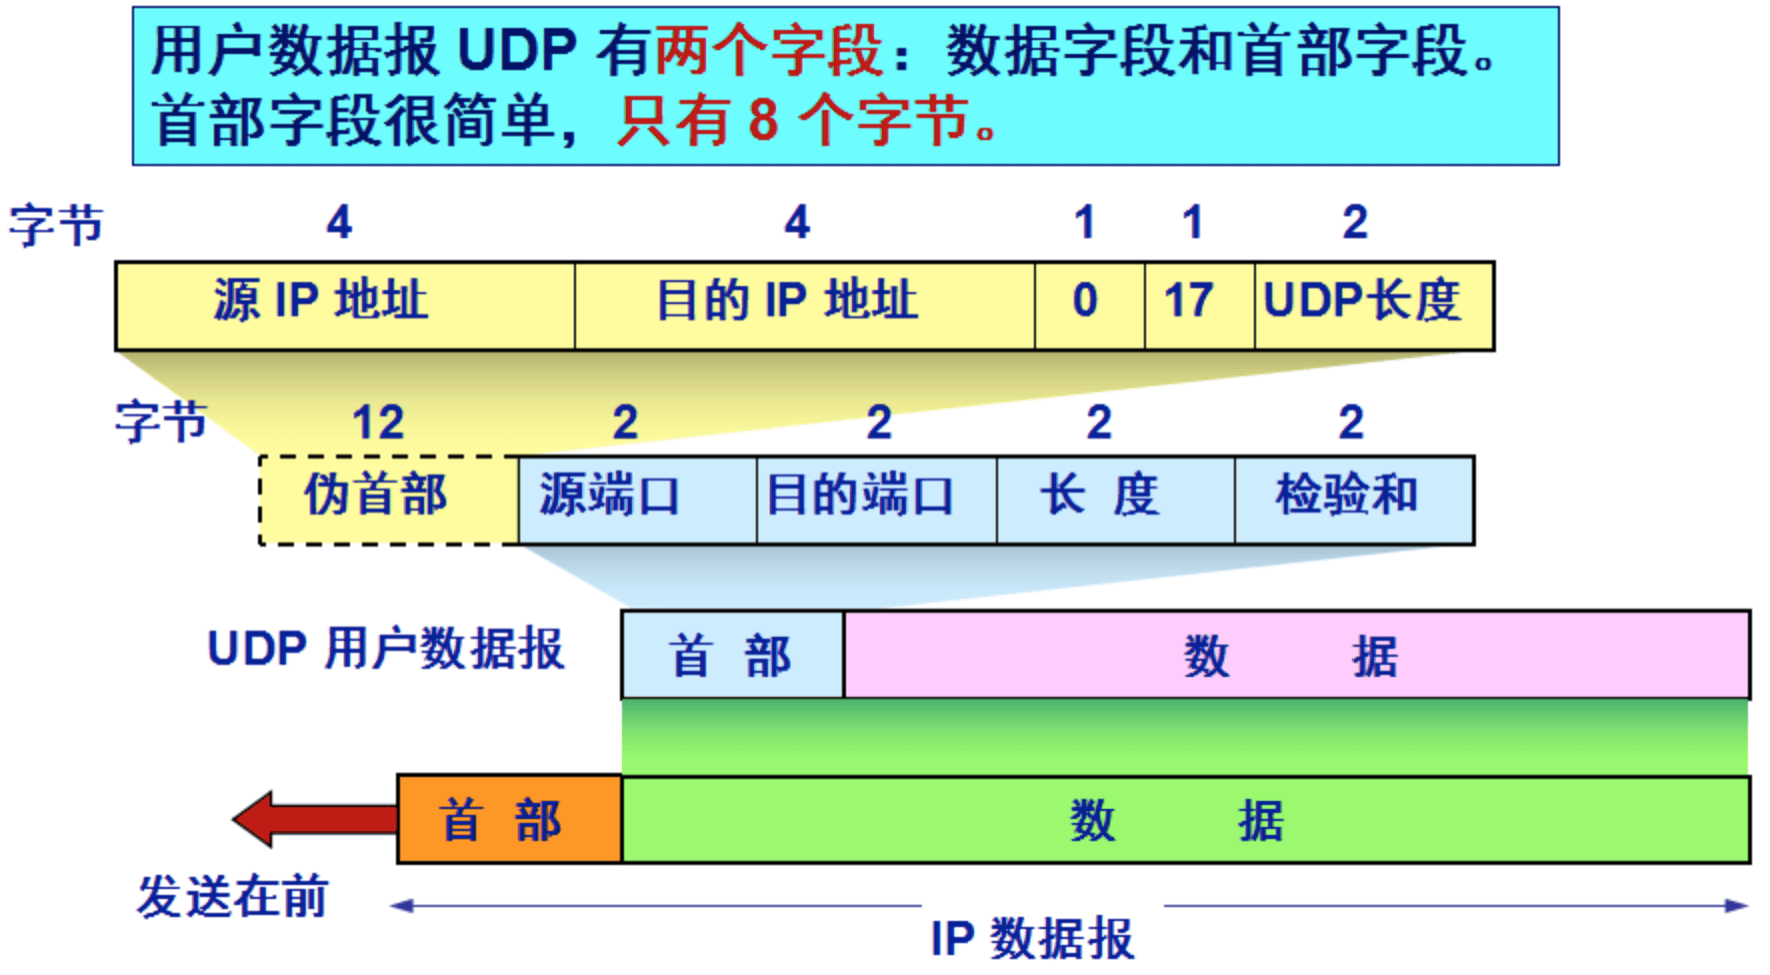 用户数据报 UDP 有两个字段：数据字段和首部字段。
首部字段很简单，只有 8 个字节。
字节 4 4 1 1 2
源 IP 地址 目的 IP 地址 0 17 UDP长度
字节 12 2 2 2 2
伪首部 源端口 目的端口 长 度 检验和
UDP 用户数据报 首 部 数 据
首 部 数 据
发送在前
IP 数据报